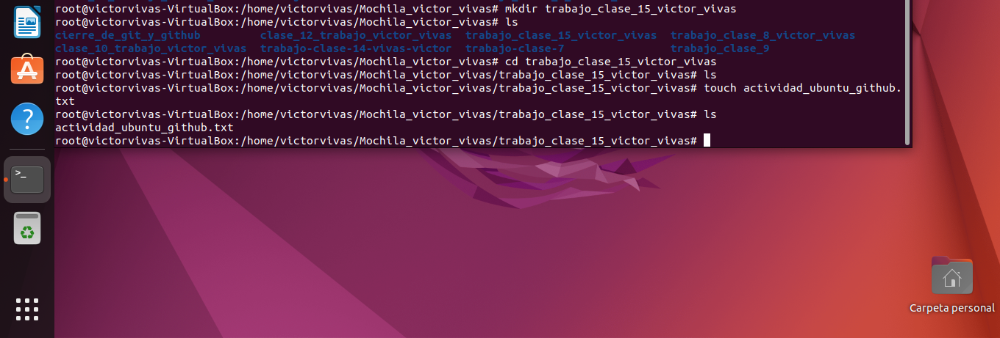 root@victorvivas-VirtualBox:/home/victorvivas/Mochila_victor_vivas# mkdir trabajo_clase_15_victor_vivas
root@victorvivas-VirtualBox:/home/victorvivas/Mochila_victor_vivas# ls
cierre_de_git_y_github         clase_12_trabajo_victor_vivas  trabajo_clase_15_victor_vivas  trabajo_clase_8_victor_vivas
clase_10_trabajo_victor_vivas  trabajo-clase-14-vivas-victor  trabajo-clase-7                trabajo_clase_9
root@victorvivas-VirtualBox:/home/victorvivas/Mochila_victor_vivas# cd trabajo_clase_15_victor_vivas
root@victorvivas-VirtualBox:/home/victorvivas/Mochila_victor_vivas/trabajo_clase_15_victor_vivas# ls
root@victorvivas-VirtualBox:/home/victorvivas/Mochila_victor_vivas/trabajo_clase_15_victor_vivas# touch actividad_ubuntu_github.
txt
root@victorvivas-VirtualBox:/home/victorvivas/Mochila_victor_vivas/trabajo_clase_15_victor_vivas# ls
actividad_ubuntu_github.txt
root@victorvivas-VirtualBox:/home/victorvivas/Mochila_victor_vivas/trabajo_clase_15_victor_vivas#
Carpeta personal